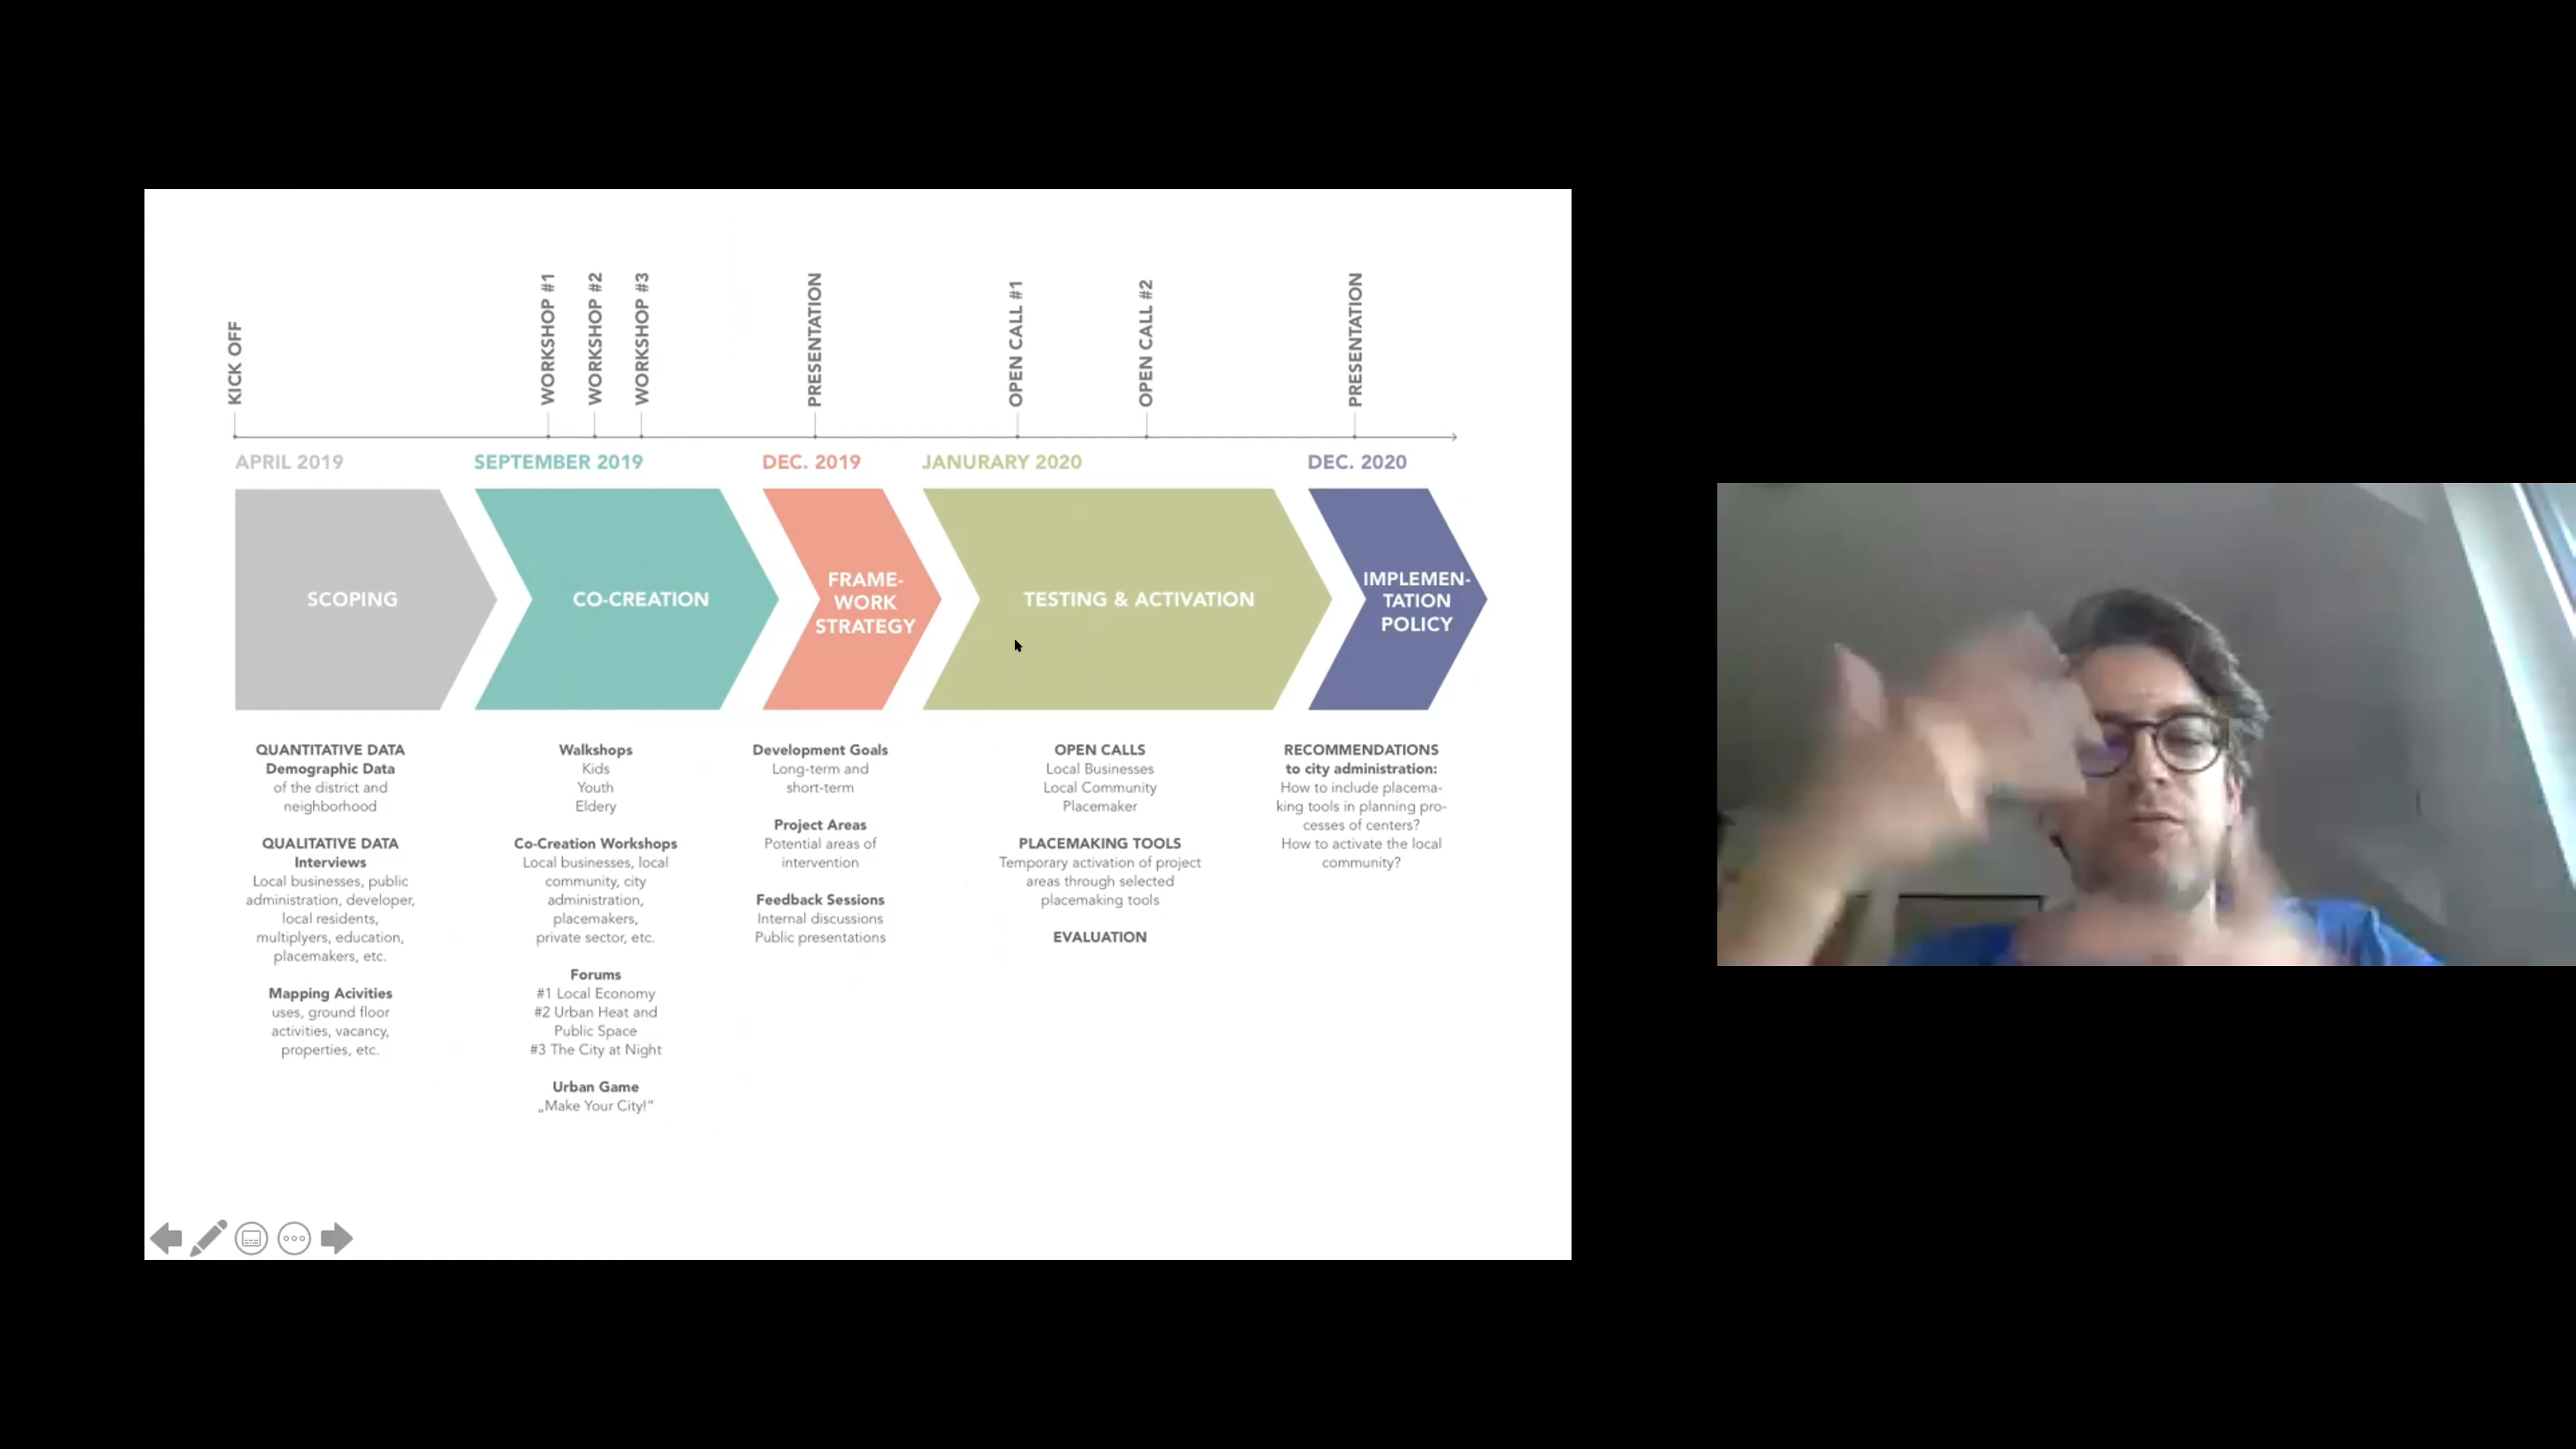 KICK OFF
WORKSHOP #1
WORKSHOP #2
WORKSHOP #3
PRESENTATION
OPEN CALL #1
OPEN CALL #2
PRESENTATION
APRIL 2019
SEPTEMBER 2019
DEC. 2019
JANURARY 2020
DEC. 2020
SCOPING
CO-CREATION
FRAME-
WORK
STRATEGY
TESTING & ACTIVATION
IMPLEMEN-
TATION
POLICY
QUANTITATIVE DATA
Demographic Data
of the district and
neighborhood
QUALITATIVE DATA
Interviews
Local businesses, public
administration, developer,
local residents,
multiplyers, education,
placemakers, etc.
Mapping Acivities
uses, ground floor
activities, vacancy,
properties, etc.
Walkshops
Kids
Youth
Eldery
Co-Creation Workshops
Local businesses, local
community, city
administration,
placemakers,
private sector, etc.
Forums
#1 Local Economy
#2 Urban Heat and
Public Space
#3 The City at Night
Urban Game
„Make Your City!“
Development Goals
Long-term and
short-term
Project Areas
Potential areas of
intervention
Feedback Sessions
Internal discussions
Public presentations
OPEN CALLS
Local Businesses
Local Community
Placemaker
PLACEMAKING TOOLS
Temporary activation of project
areas through selected
placemaking tools
EVALUATION
RECOMMENDATIONS
to city administration:
How to include placema-
king tools in planning pro-
cesses of centers?
How to activate the local
community?